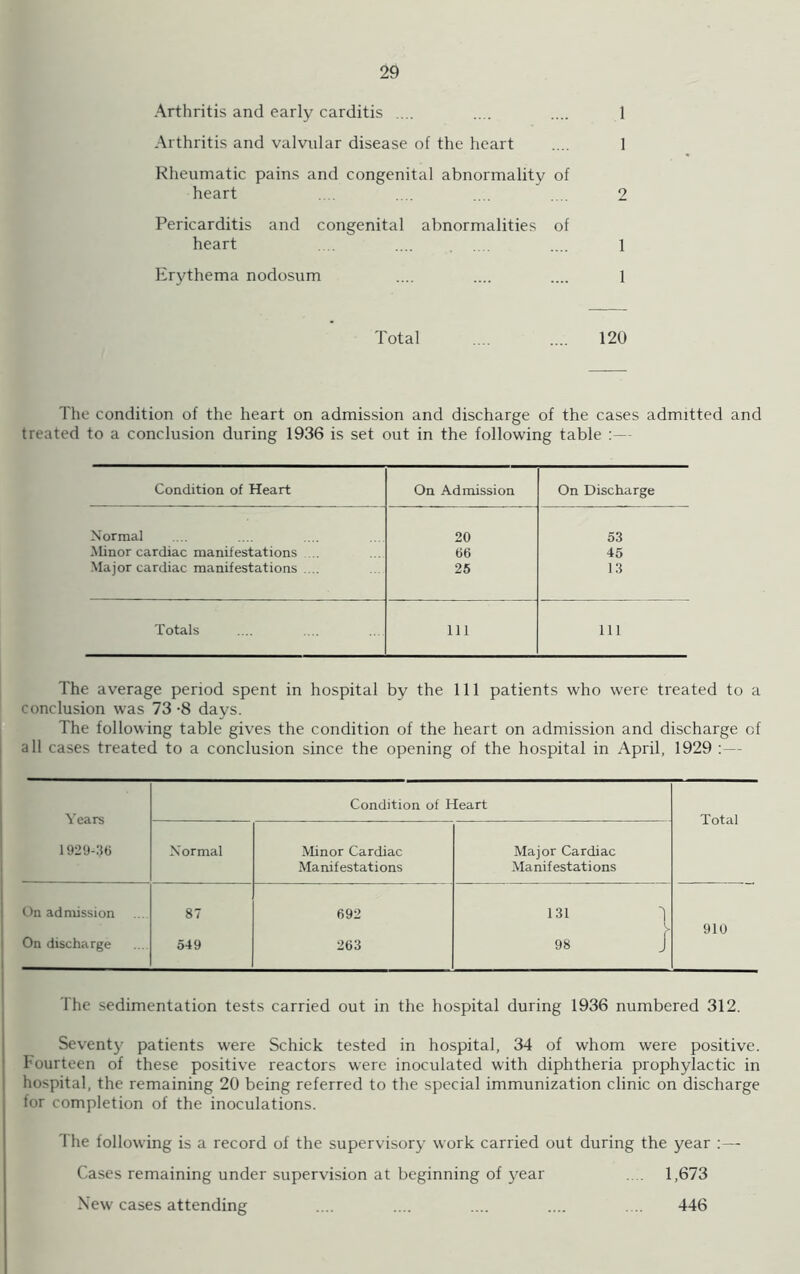 29
Arthritis and early carditis .... .... .... 1
Arthritis and valvular disease of the heart .... 1
Rheumatic pains and congenital abnormality of
heart .... .... .... .... 2
Pericarditis and congenital abnormalities of
heart .... .... .... .... 1
Erythema nodosum .... .... .... 1
Total .... .... 120
The condition of the heart on admission and discharge of the cases admitted and
treated to a conclusion during 1936 is set out in the following table :—
Condition of Heart On Admission On Discharge
Normal .... .... .... .... 20 53
Minor cardiac manifestations .... .... 66 45
Major cardiac manifestations .... .... 25 13
Totals .... .... .... 111 111
The average period spent in hospital by the 111 patients who were treated to a
conclusion was 73·8 days.
The following table gives the condition of the heart on admission and discharge of
all cases treated to a conclusion since the opening of the hospital in April, 1929 :—
Years Condition of Heart Total
1929-36 Normal Minor Cardiac Major Cardiac
Manifestations Manifestations
On admission .... 87 692 131 } 910
On discharge .... 549 263 98
The sedimentation tests carried out in the hospital during 1936 numbered 312.
Seventy patients were Schick tested in hospital, 34 of whom were positive.
Fourteen of these positive reactors were inoculated with diphtheria prophylactic in
hospital, the remaining 20 being referred to the special immunization clinic on discharge
for completion of the inoculations.
The following is a record of the supervisory work carried out during the year :—
Cases remaining under supervision at beginning of year .... 1,673
New cases attending .... .... .... .... .... 446